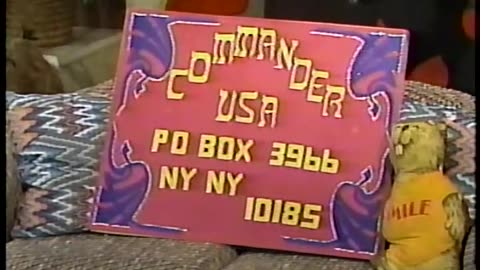 COMMANDER
USA
PO BOX 3966
NY NY
10185
MILE